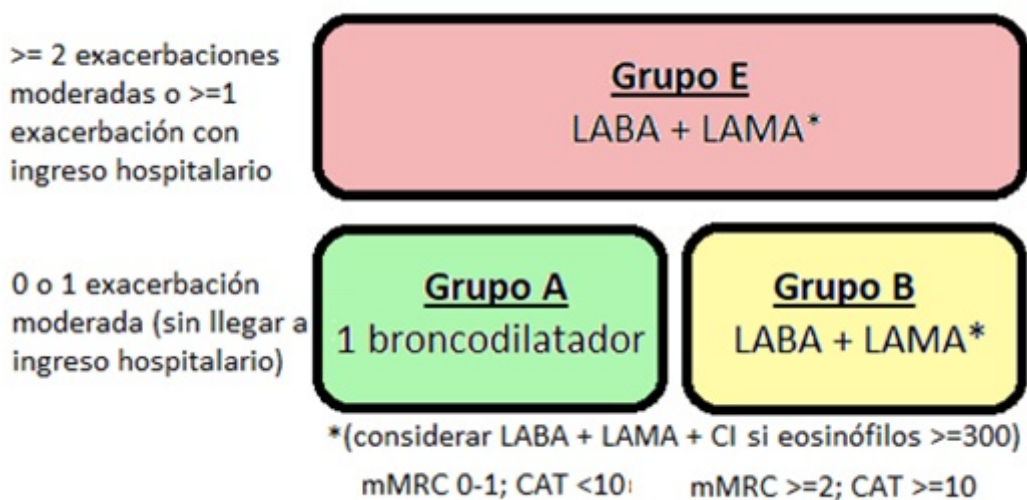 >= 2 exacerbaciones
moderadas o >=1
exacerbación con
ingreso hospitalario
Grupo E
LABA + LAMA*
0 o 1 exacerbación
moderada (sin llegar a
ingreso hospitalario)
Grupo A
1 broncodilatador
Grupo B
LABA + LAMA*
*(considerar LABA + LAMA + CI si eosinófilos >=300)
mMRC 0-1; CAT <10
mMRC >=2; CAT >=10